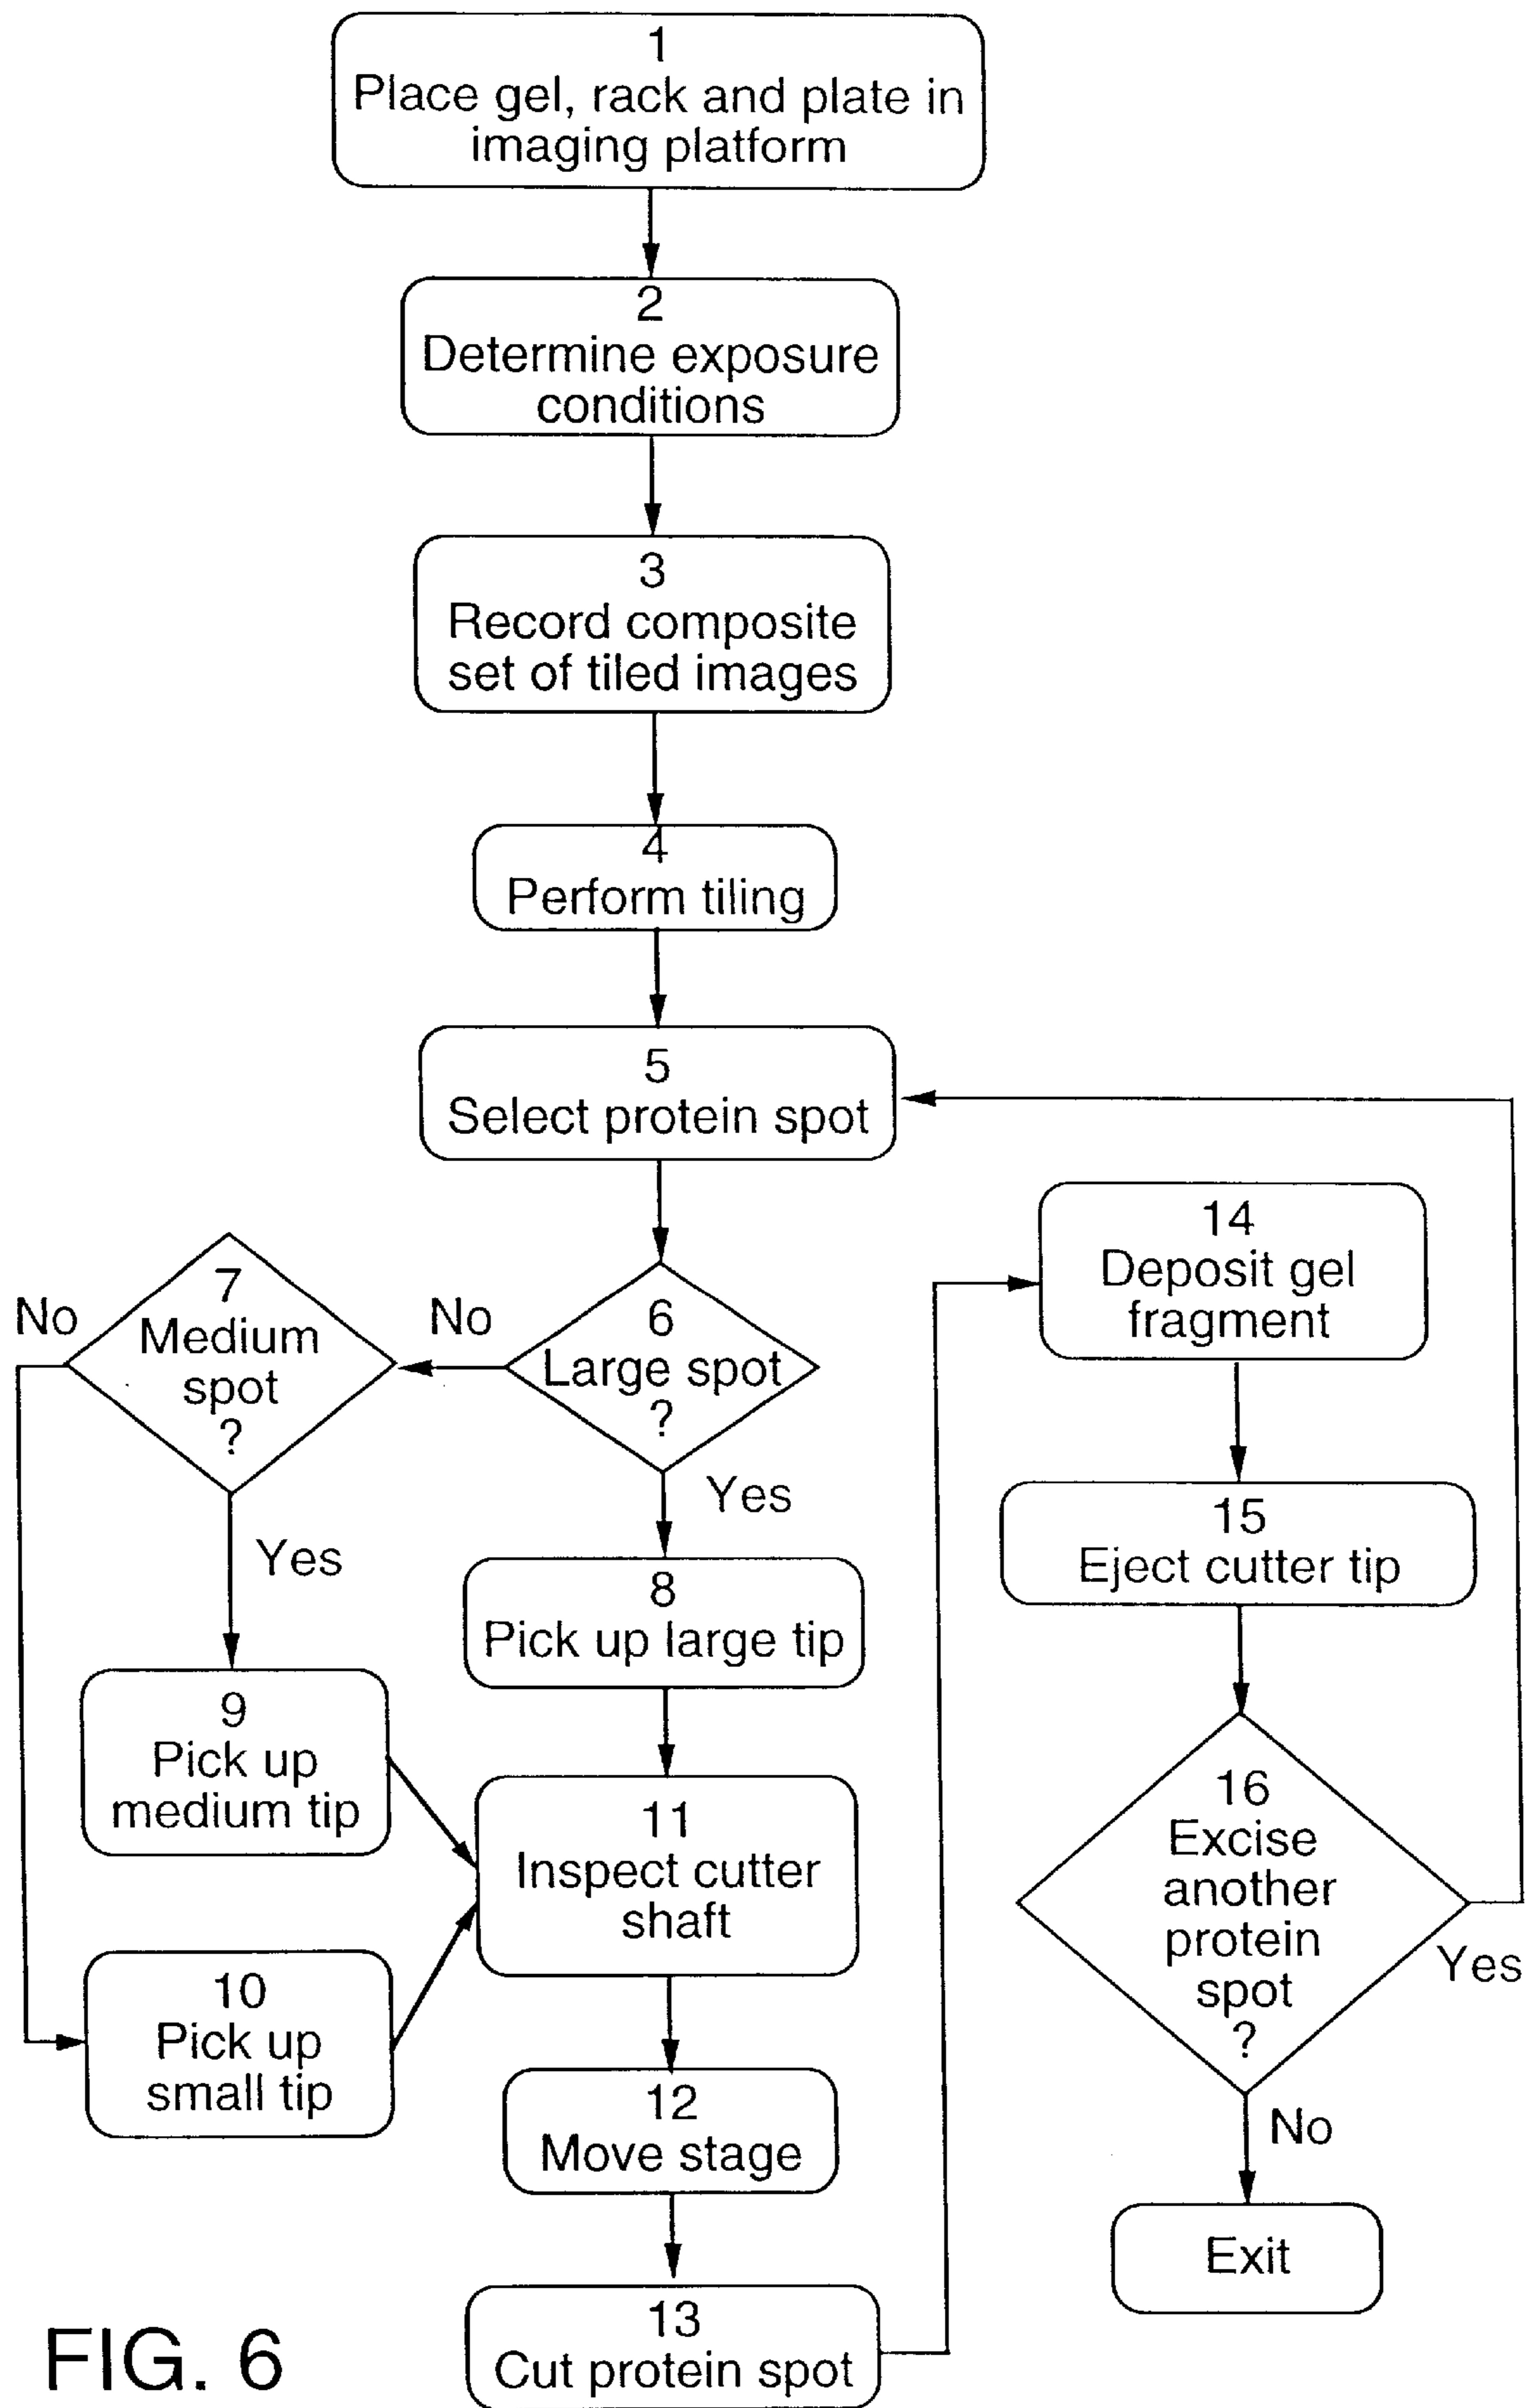 1
Place gel, rack and plate in
imaging platform
2
Determine exposure
conditions
3
Record composite
set of tiled images
4
Perform tiling
5
Select protein spot
6
Large spot
?
No
Yes
7
Medium
spot
?
No
Yes
8
Pick up large tip
9
Pick up
medium tip
10
Pick up
small tip
11
Inspect cutter
shaft
12
Move stage
13
Cut protein spot
14
Deposit gel
fragment
15
Eject cutter tip
16
Excise
another
protein
spot
?
Yes
No
Exit
FIG. 6